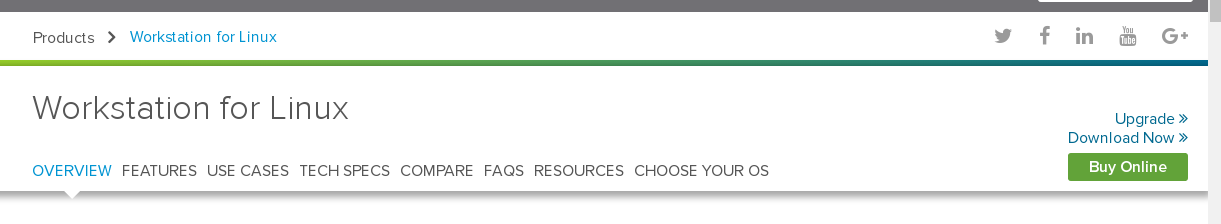 Products > Workstation for Linux
Workstation for Linux
Upgrade »
Download Now »
Buy Online
OVERVIEW FEATURES USE CASES TECH SPECS COMPARE FAQS RESOURCES CHOOSE YOUR OS